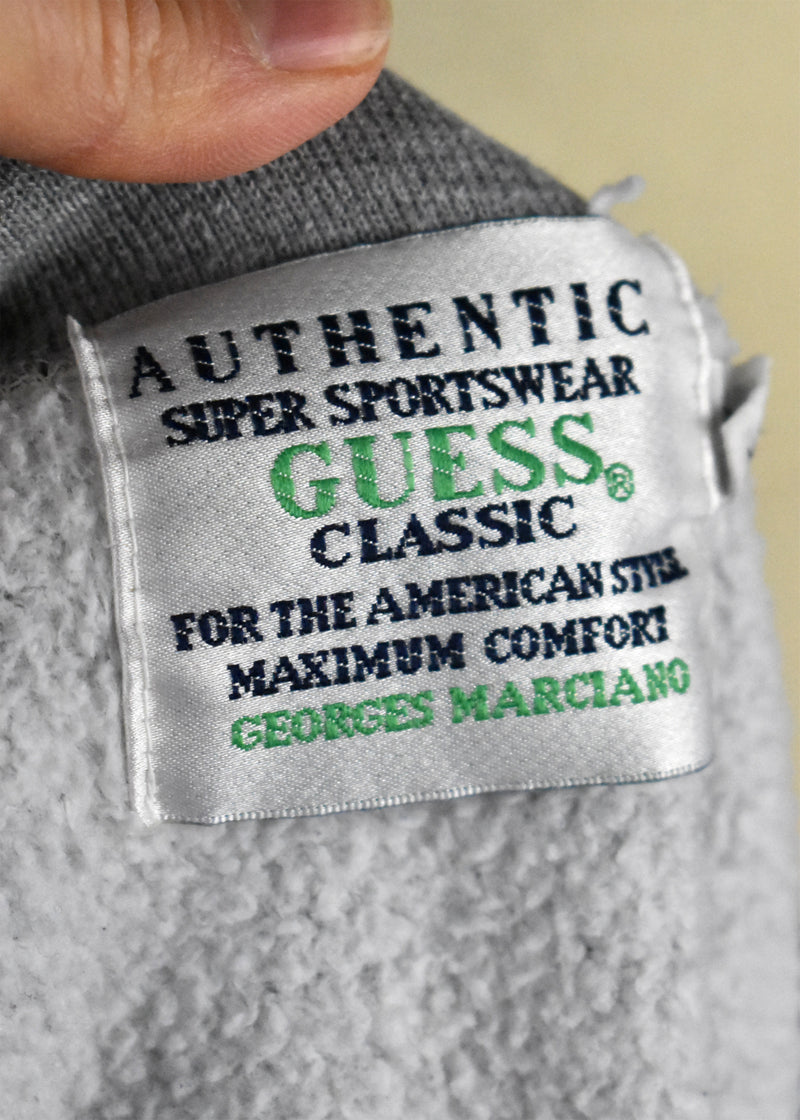 AUTHENTIC
SUPER SPORTSWEAR
GUESS®
CLASSIC
FOR THE AMERICAN STYLE
MAXIMUM COMFORT
GEORGES MARCIANO